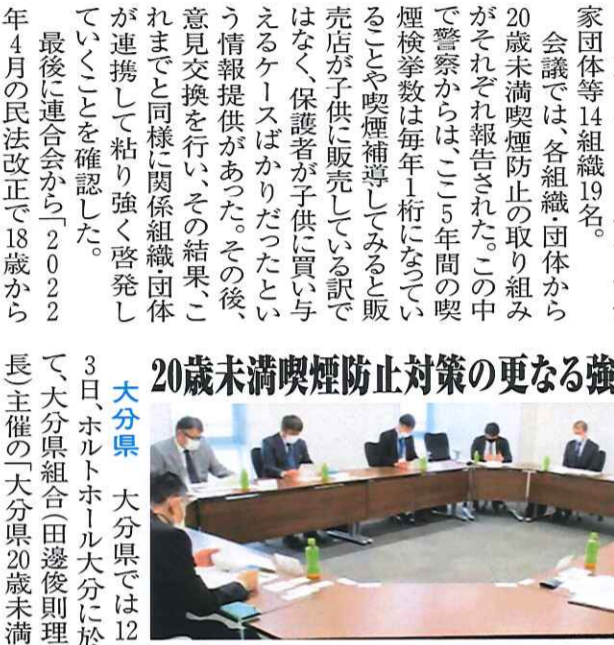 家団体等14組織19名。
　会議では、各組織・団体から
20歳未満喫煙防止の取り組み
がそれぞれ報告された。この中
で警察からは、ここ5年間の喫
煙検挙数は毎年1桁になってい
ることや喫煙補導してみると販
売店が子供に販売している訳で
はなく、保護者が子供に買い与
えるケースばかりだったとい
う情報提供があった。その後、
意見交換を行い、その結果、こ
れまでと同様に関係組織・団体
が連携して粘り強く啓発し
ていくことを確認した。
　最後に連合会から「2022
年4月の民法改正で18歳から
20歳未満喫煙防止対策の更なる強
大分県　大分県では12
3日、ホルトホール大分に於
て、大分県組合(田邊俊則理
長)主催の「大分県20歳未満